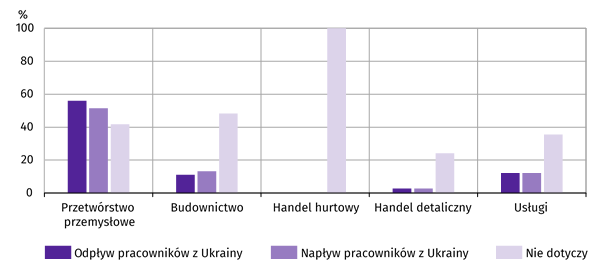 %
100
80
60
40
20
0
Przetwórstwo
przemysłowe
Budownictwo
Handel hurtowy
Handel detaliczny
Usługi
Odpływ pracowników z Ukrainy
Napływ pracowników z Ukrainy
Nie dotyczy